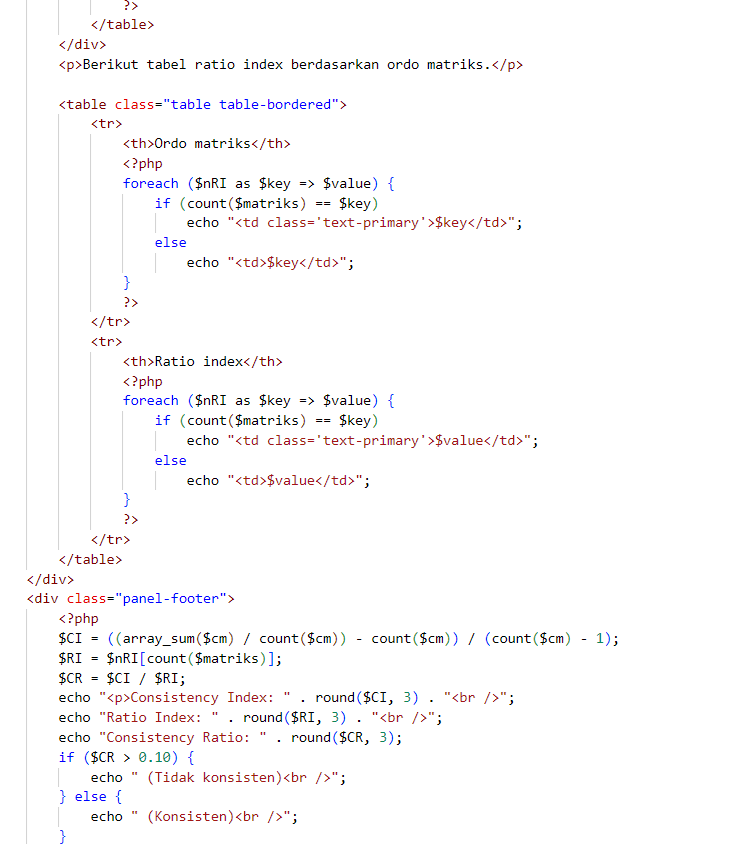 ?>
        </table>
    </div>
    <p>Berikut tabel ratio index berdasarkan ordo matriks.</p>

    <table class="table table-bordered">
        <tr>
            <th>Ordo matriks</th>
            <?php
            foreach ($nRI as $key => $value) {
                if (count($matriks) == $key)
                    echo "<td class='text-primary'>$key</td>";
                else
                    echo "<td>$key</td>";
            }
            ?>
        </tr>
        <tr>
            <th>Ratio index</th>
            <?php
            foreach ($nRI as $key => $value) {
                if (count($matriks) == $key)
                    echo "<td class='text-primary'>$value</td>";
                else
                    echo "<td>$value</td>";
            }
            ?>
        </tr>
    </table>
</div>
<div class="panel-footer">
    <?php
    $CI = ((array_sum($cm) / count($cm)) - count($cm)) / (count($cm) - 1);
    $RI = $nRI[count($matriks)];
    $CR = $CI / $RI;
    echo "<p>Consistency Index: " . round($CI, 3) . "<br />";
    echo "Ratio Index: " . round($RI, 3) . "<br />";
    echo "Consistency Ratio: " . round($CR, 3);
    if ($CR > 0.10) {
        echo " (Tidak konsisten)<br />";
    } else {
        echo " (Konsisten)<br />";
    }